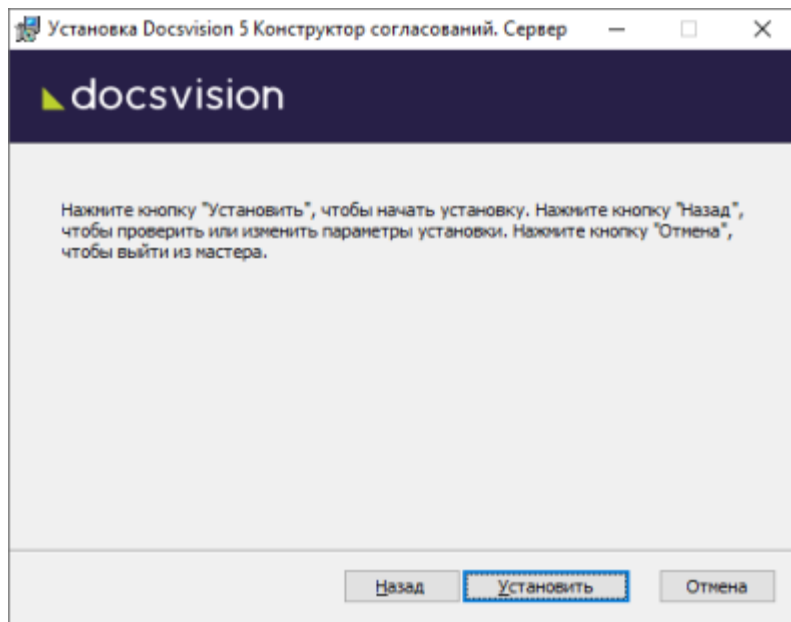 Установка Docsvision 5 Конструктор согласований. Сервер
docsvision
Нажмите кнопку "Установить", чтобы начать установку. Нажмите кнопку "Назад",
чтобы проверить или изменить параметры установки. Нажмите кнопку "Отмена",
чтобы выйти из мастера.
Назад Установить Отмена